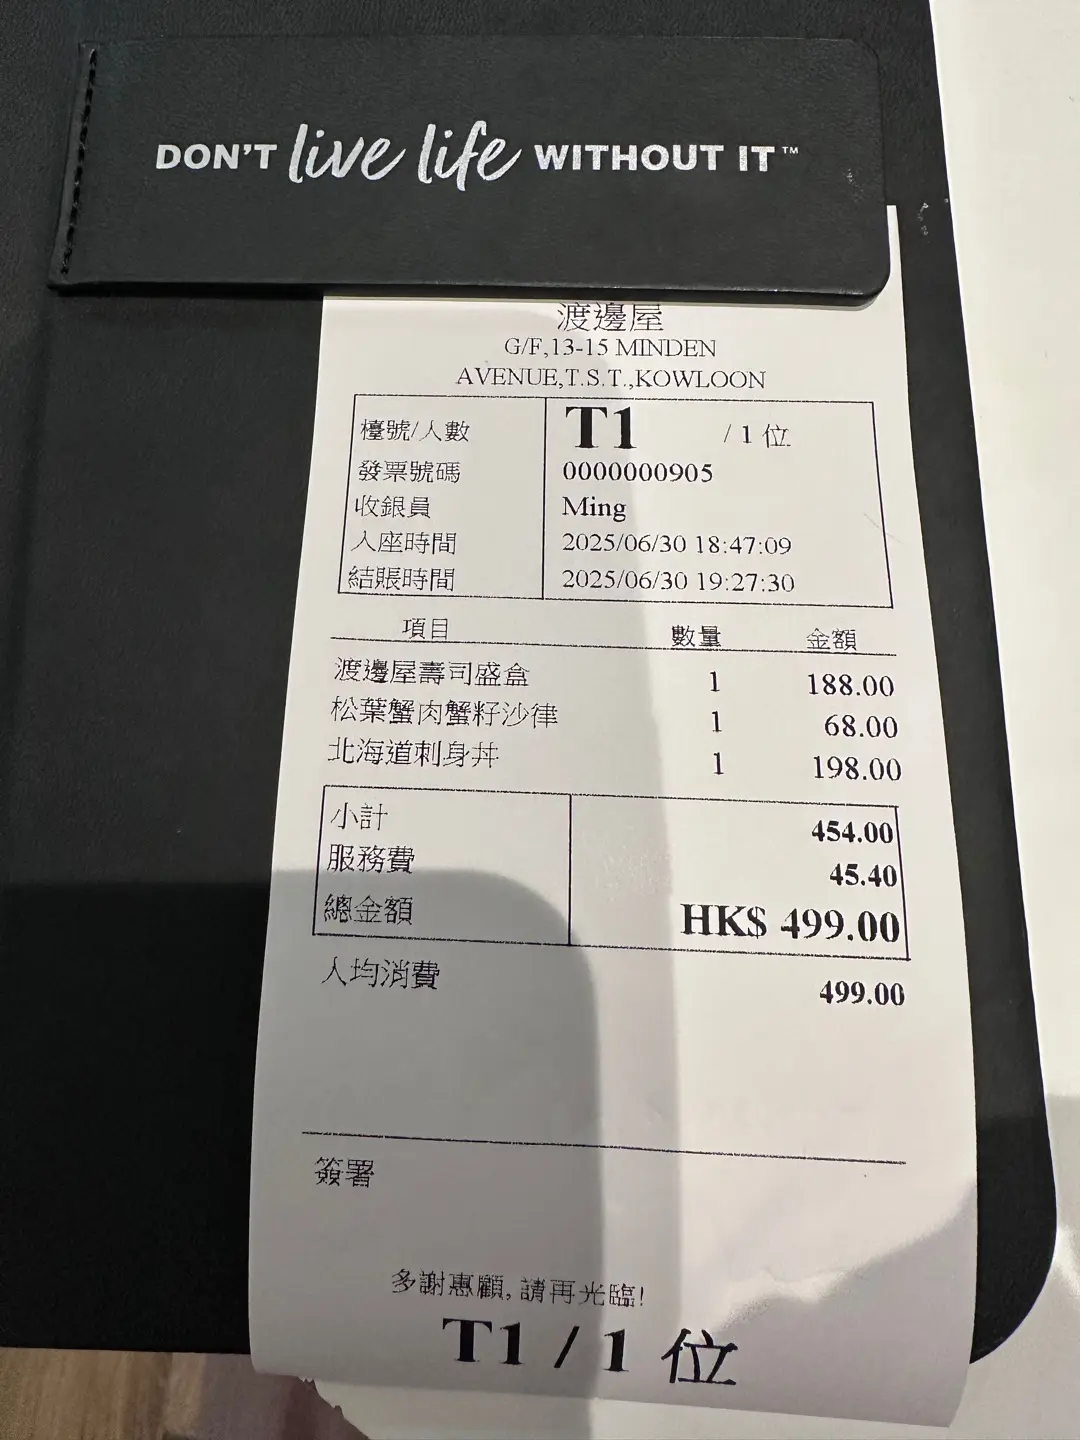 DON'T live life WITHOUT IT™
渡邊屋
G/F,13-15 MINDEN
AVENUE,T.S.T.,KOWLOON
檯號/人數 T1 / 1 位
發票號碼 0000000905
收銀員 Ming
入座時間 2025/06/30 18:47:09
結賬時間 2025/06/30 19:27:30
項目 數量 金額
渡邊屋壽司盛盒 1 188.00
松葉蟹肉蟹籽沙律 1 68.00
北海道刺身丼 1 198.00
小計 454.00
服務費 45.40
總金額 HK$ 499.00
人均消費 499.00
簽署
多謝惠顧, 請再光臨!
T1 / 1 位